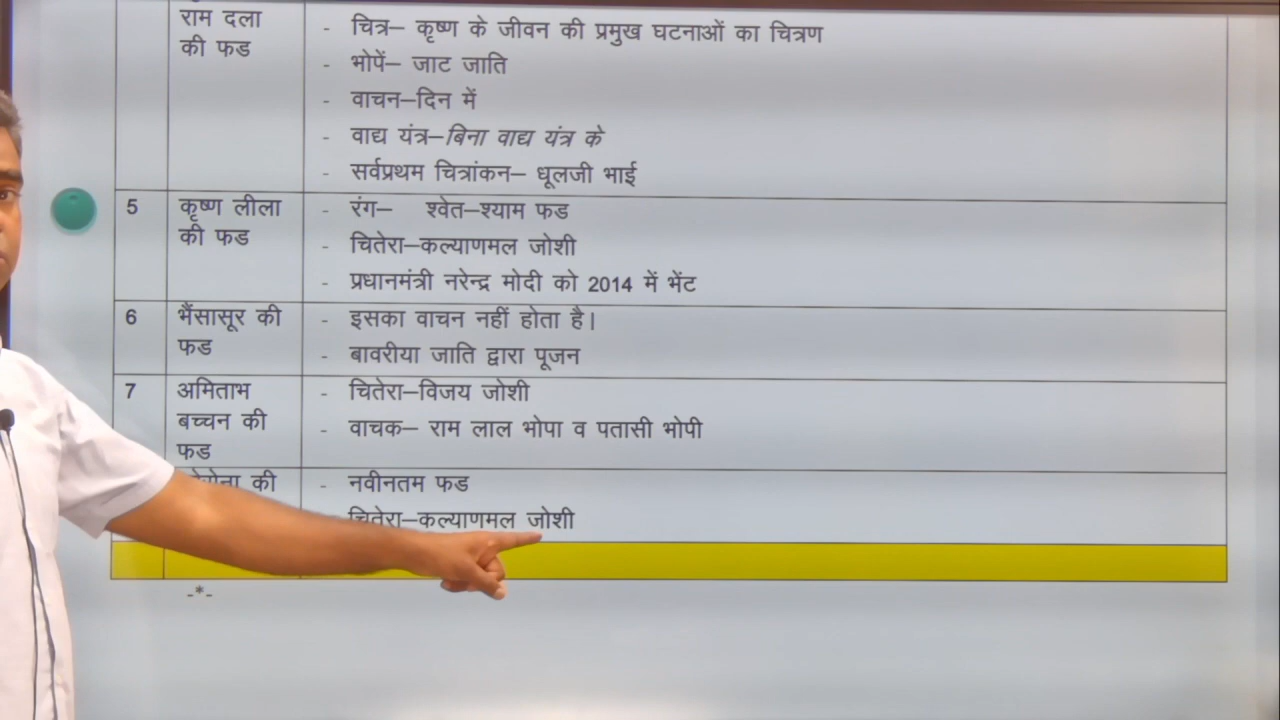 राम दला
की फड
- चित्र– कृष्ण के जीवन की प्रमुख घटनाओं का चित्रण
- भोपें– जाट जाति
- वाचन–दिन में
- वाद्य यंत्र–बिना वाद्य यंत्र के
- सर्वप्रथम चित्रांकन– धूलजी भाई
5
कृष्ण लीला
की फड
- रंग– श्वेत–श्याम फड
- चितेरा–कल्याणमल जोशी
- प्रधानमंत्री नरेन्द्र मोदी को 2014 में भेंट
6
भैंसासूर की
फड
- इसका वाचन नहीं होता है।
- बावरीया जाति द्वारा पूजन
7
अमिताभ
बच्चन की
फड
- चितेरा–विजय जोशी
- वाचक– राम लाल भोपा व पतासी भोपी
की
- नवीनतम फड
चितेरा–कल्याणमल जोशी
-*-